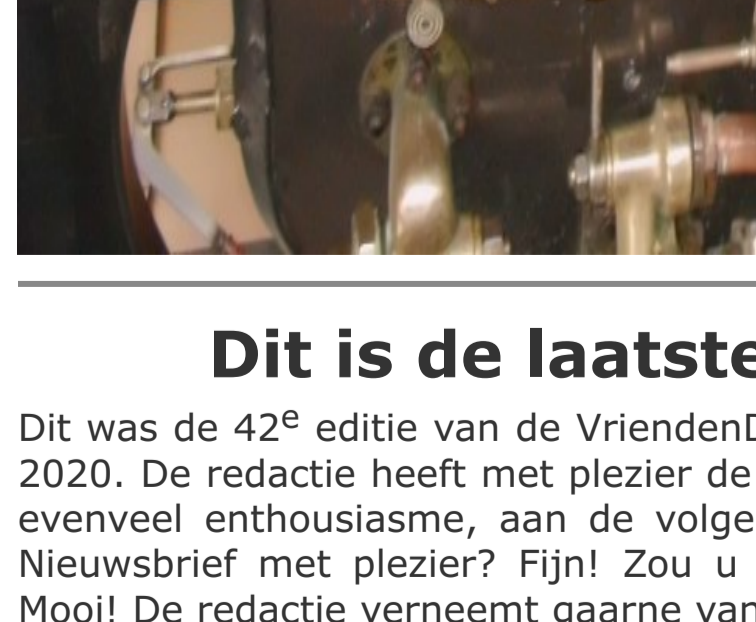 Dit is de laatste
Dit was de 42e editie van de VriendenD
2020. De redactie heeft met plezier de
evenveel enthousiasme, aan de volge
Nieuwsbrief met plezier? Fijn! Zou u
Mooi! De redactie verneemt gaarne van